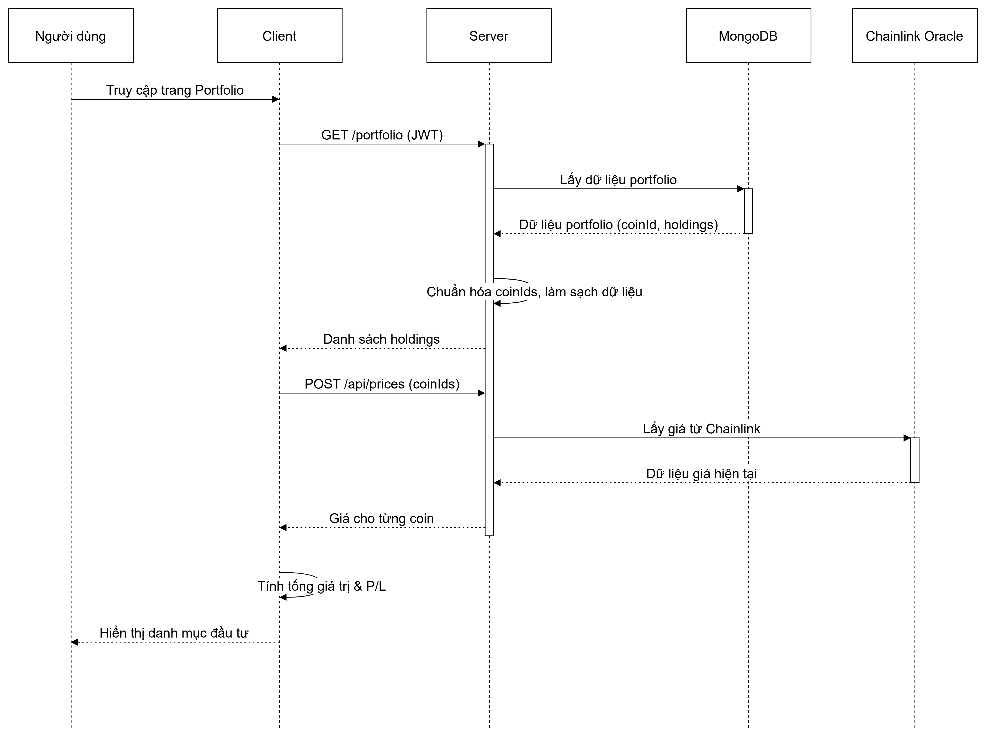 Người dùng
Client
Server
MongoDB
Chainlink Oracle
Truy cập trang Portfolio
GET /portfolio (JWT)
Lấy dữ liệu portfolio
Dữ liệu portfolio (coinId, holdings)
Chuẩn hóa coinIds, làm sạch dữ liệu
Danh sách holdings
POST /api/prices (coinIds)
Lấy giá từ Chainlink
Dữ liệu giá hiện tại
Giá cho từng coin
Tính tổng giá trị & P/L
Hiển thị danh mục đầu tư